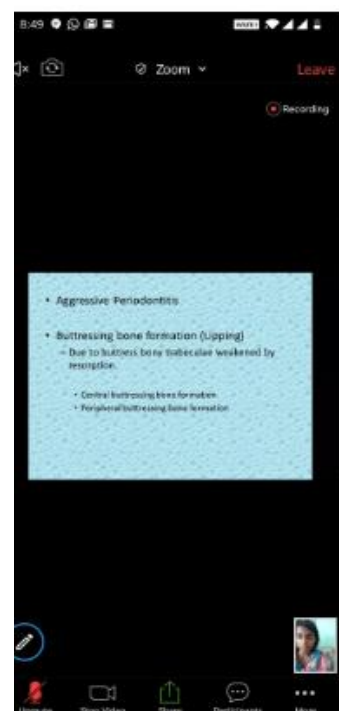 8:49
Zoom
Leave
Recording
• Aggressive Periodontitis
• Buttressing bone formation (Lipping)
– Due to buttress bony trabeculae weakened by
resorption.
• Central buttressing bone formation
• Peripheral buttressing bone formation